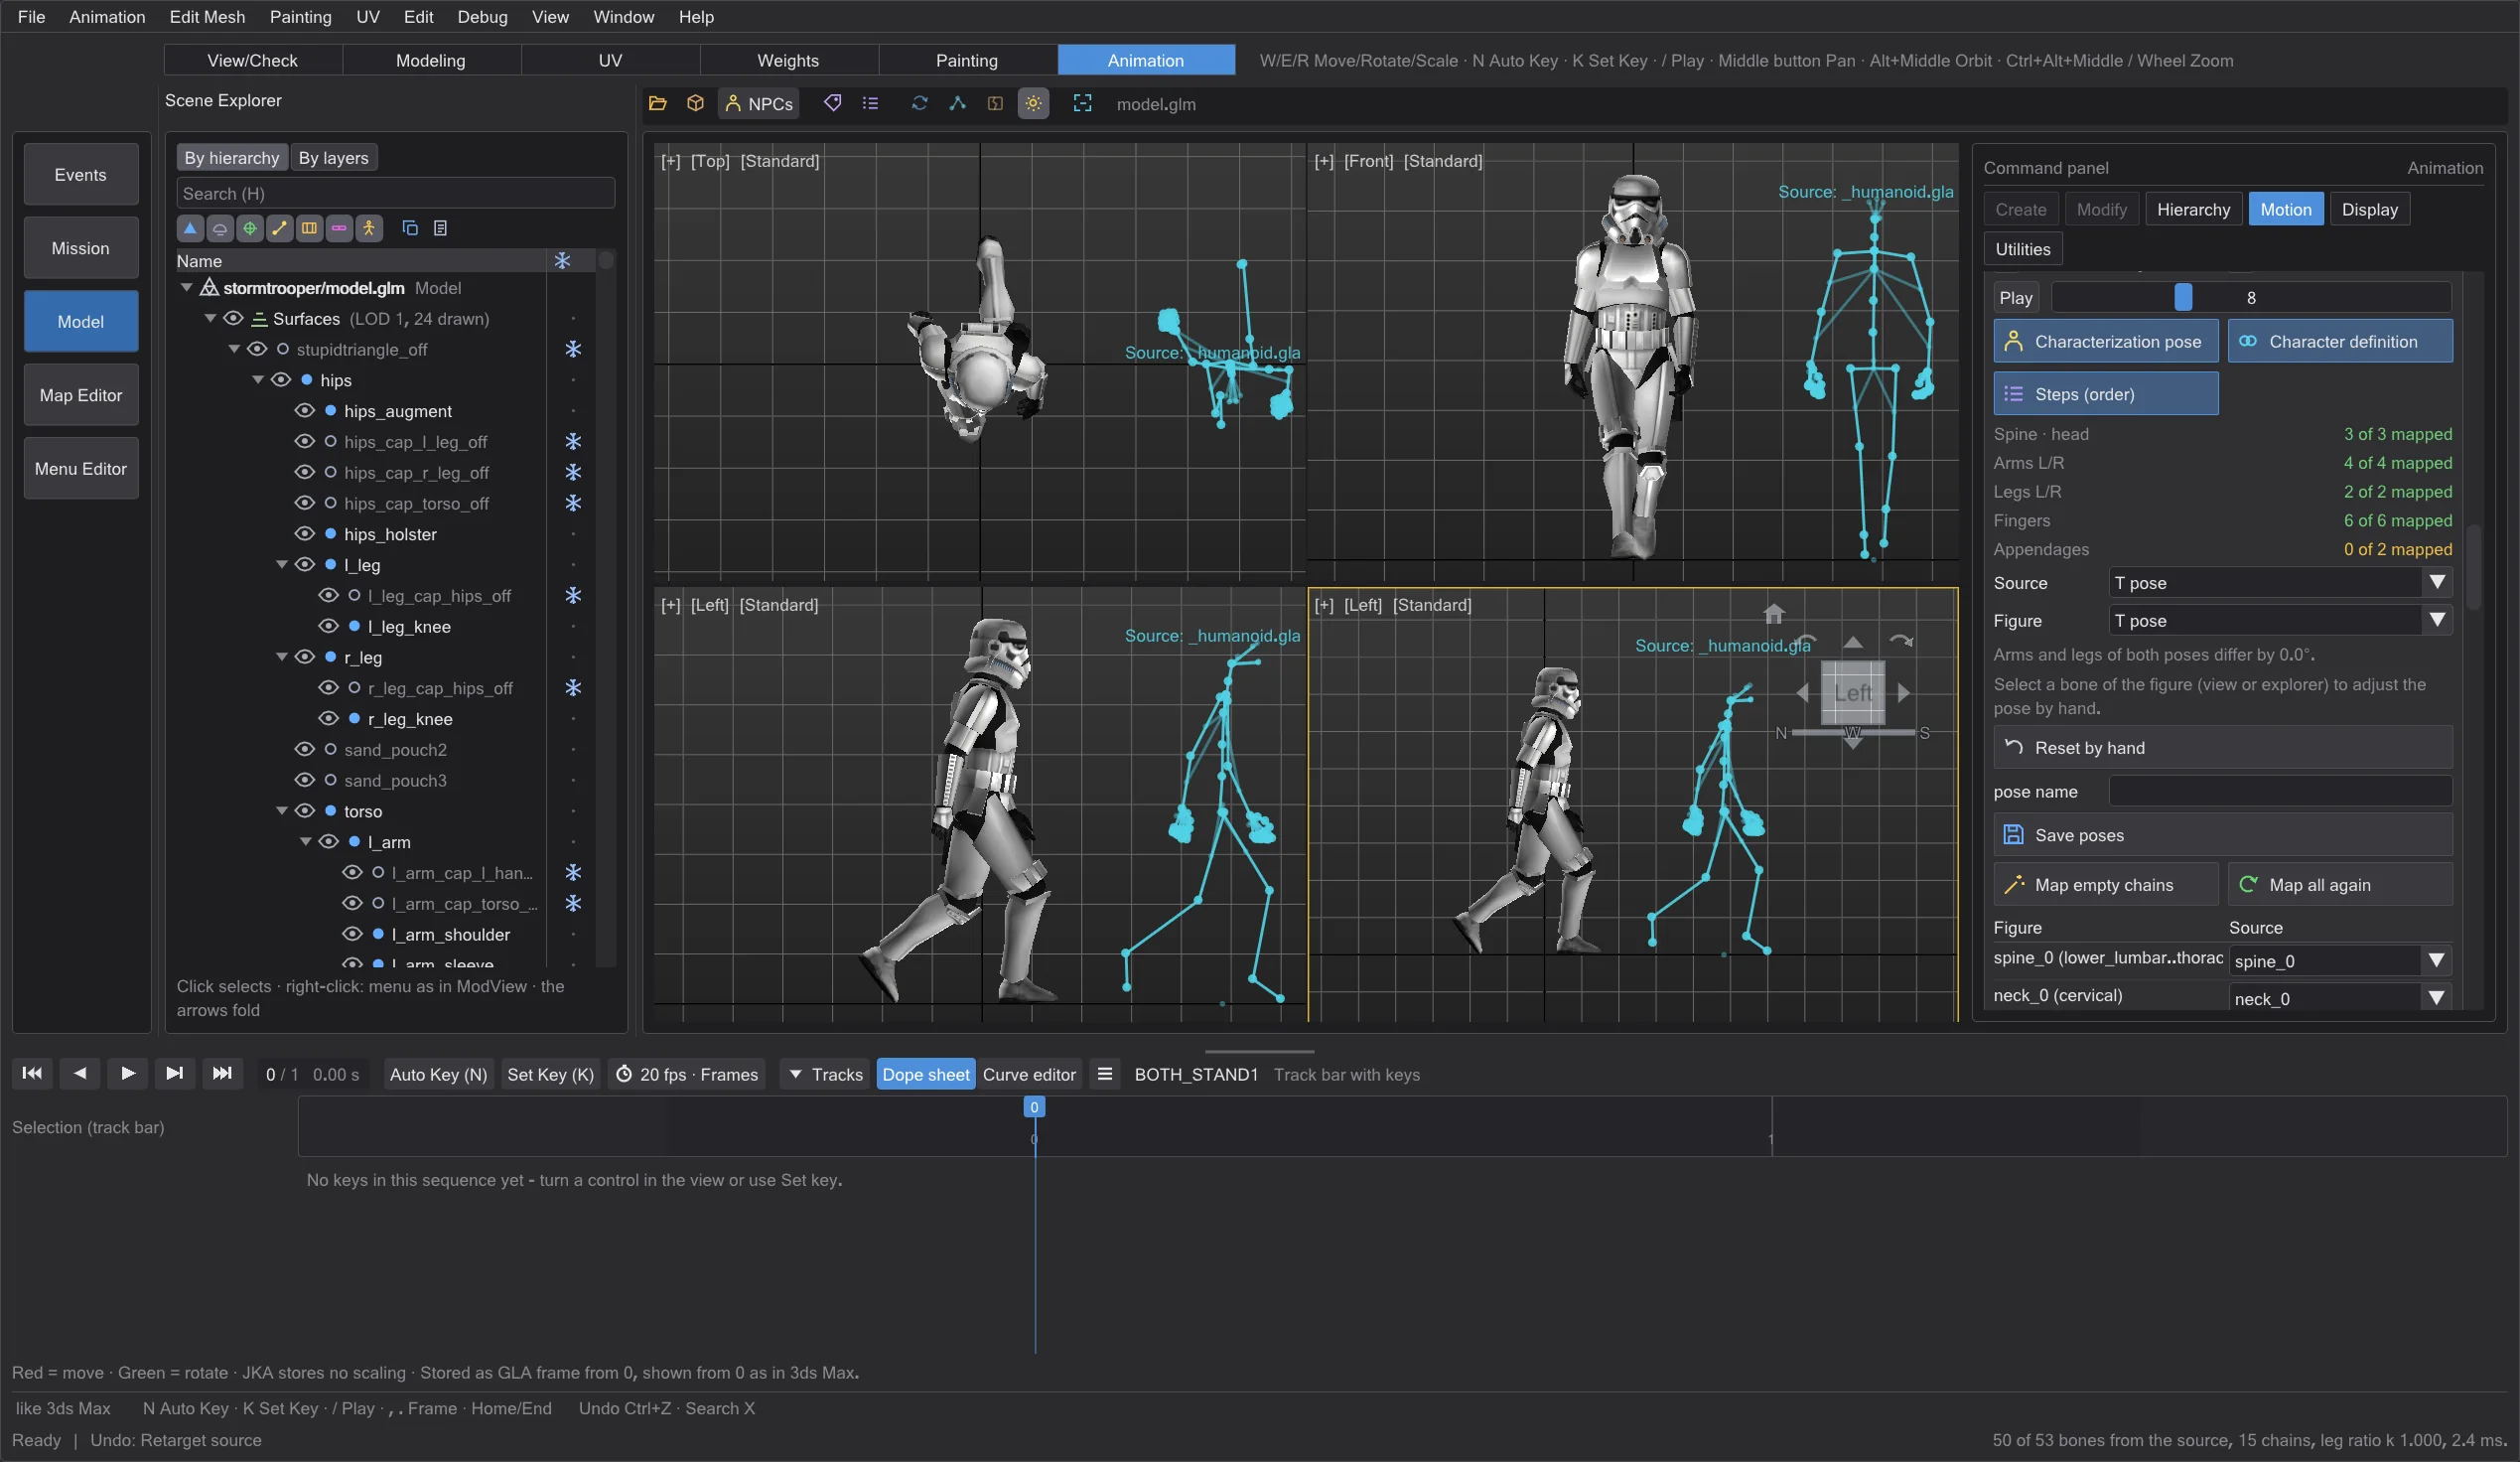 File Animation Edit Mesh Painting UV Edit Debug View Window Help
View/Check Modeling UV Weights Painting Animation W/E/R Move/Rotate/Scale · N Auto Key · K Set Key · / Play · Middle button Pan · Alt+Middle Orbit · Ctrl+Alt+Middle / Wheel Zoom
Scene Explorer
NPCs model.glm
Events
Mission
Model
Map Editor
Menu Editor
By hierarchy By layers
Search (H)
Name
stormtrooper/model.glm Model
Surfaces (LOD 1, 24 drawn)
stupidtriangle_off
hips
hips_augment
hips_cap_l_leg_off
hips_cap_r_leg_off
hips_cap_torso_off
hips_holster
l_leg
l_leg_cap_hips_off
l_leg_knee
r_leg
r_leg_cap_hips_off
r_leg_knee
sand_pouch2
sand_pouch3
torso
l_arm
l_arm_cap_l_han...
l_arm_cap_torso_...
l_arm_shoulder
l_arm_sleeve
Click selects · right-click: menu as in ModView · the
arrows fold
[+] [Top] [Standard]
Source: _humanoid.gla
[+] [Front] [Standard]
Source: _humanoid.gla
[+] [Left] [Standard]
Source: _humanoid.gla
[+] [Left] [Standard]
Source: _humanoid.gla
Left
N W S
Command panel Animation
Create Modify Hierarchy Motion Display
Utilities
Play 8
Characterization pose Character definition
Steps (order)
Spine · head 3 of 3 mapped
Arms L/R 4 of 4 mapped
Legs L/R 2 of 2 mapped
Fingers 6 of 6 mapped
Appendages 0 of 2 mapped
Source T pose
Figure T pose
Arms and legs of both poses differ by 0.0°.
Select a bone of the figure (view or explorer) to adjust the
pose by hand.
Reset by hand
pose name
Save poses
Map empty chains Map all again
Figure Source
spine_0 (lower_lumbar..thorac spine_0
neck_0 (cervical) neck_0
0 / 1 0.00 s Auto Key (N) Set Key (K) 20 fps · Frames Tracks Dope sheet Curve editor BOTH_STAND1 Track bar with keys
0
Selection (track bar)
0 1
No keys in this sequence yet - turn a control in the view or use Set key.
Red = move · Green = rotate · JKA stores no scaling · Stored as GLA frame from 0, shown from 0 as in 3ds Max.
like 3ds Max N Auto Key · K Set Key · / Play · , . Frame · Home/End Undo Ctrl+Z · Search X
Ready | Undo: Retarget source 50 of 53 bones from the source, 15 chains, leg ratio k 1.000, 2.4 ms.